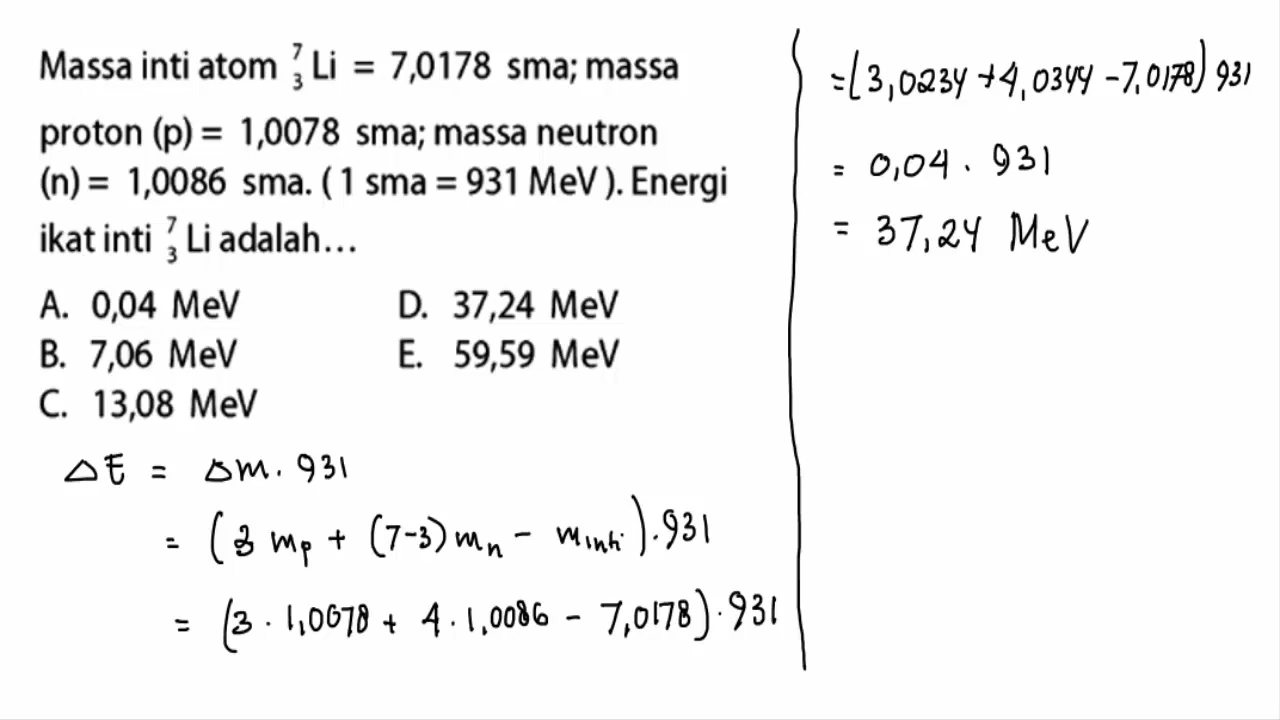 Massa inti atom ⁷₃Li = 7,0178 sma; massa
proton (p) = 1,0078 sma; massa neutron
(n) = 1,0086 sma. ( 1 sma = 931 MeV ). Energi
ikat inti ⁷₃Li adalah...
A. 0,04 MeV D. 37,24 MeV
B. 7,06 MeV E. 59,59 MeV
C. 13,08 MeV
ΔE = Δm. 931
= (3 mp + (7-3) mn - minti).931
= (3 . 1,0078 + 4 . 1,0086 - 7,0178).931
=(3,0234 + 4,0344 - 7,0178) 931
= 0,04 . 931
= 37,24 MeV